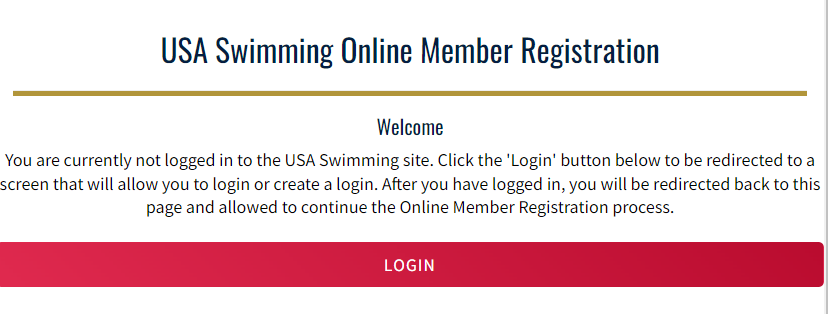 USA Swimming Online Member Registration
Welcome
You are currently not logged in to the USA Swimming site. Click the 'Login' button below to be redirected to a
screen that will allow you to login or create a login. After you have logged in, you will be redirected back to this
page and allowed to continue the Online Member Registration process.
LOGIN